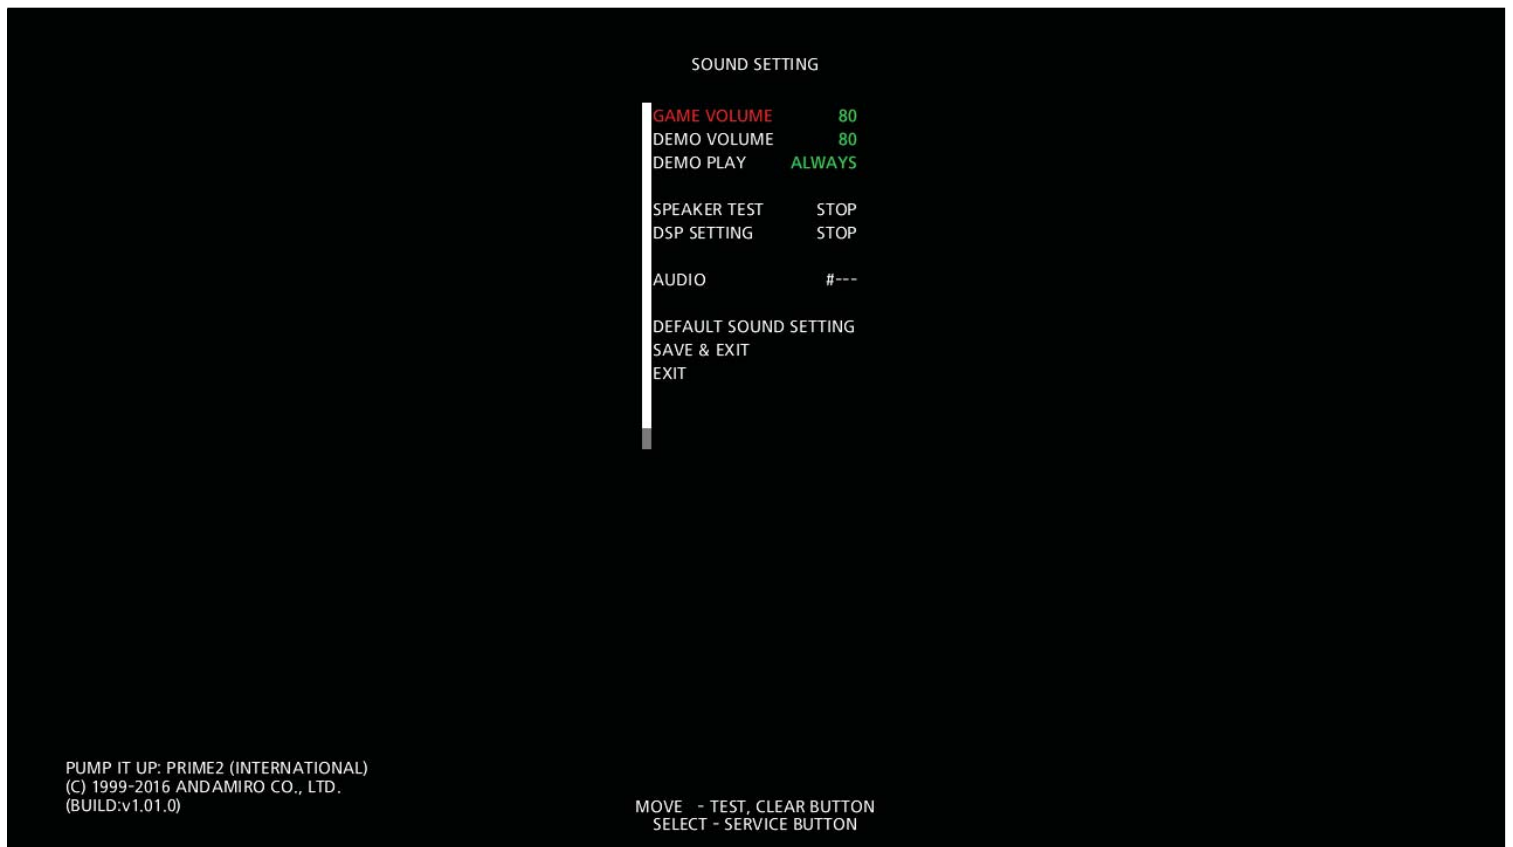 SOUND SETTING
GAME VOLUME 80
DEMO VOLUME 80
DEMO PLAY ALWAYS
SPEAKER TEST STOP
DSP SETTING STOP
AUDIO #---
DEFAULT SOUND SETTING
SAVE & EXIT
EXIT
PUMP IT UP: PRIME2 (INTERNATIONAL)
(C) 1999-2016 ANDAMIRO CO., LTD.
(BUILD:v1.01.0)
MOVE - TEST, CLEAR BUTTON
SELECT - SERVICE BUTTON